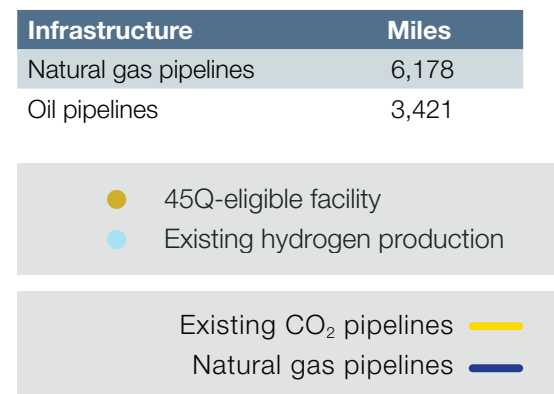 Infrastructure Miles
Natural gas pipelines 6,178
Oil pipelines 3,421
45Q-eligible facility
Existing hydrogen production
Existing CO₂ pipelines
Natural gas pipelines